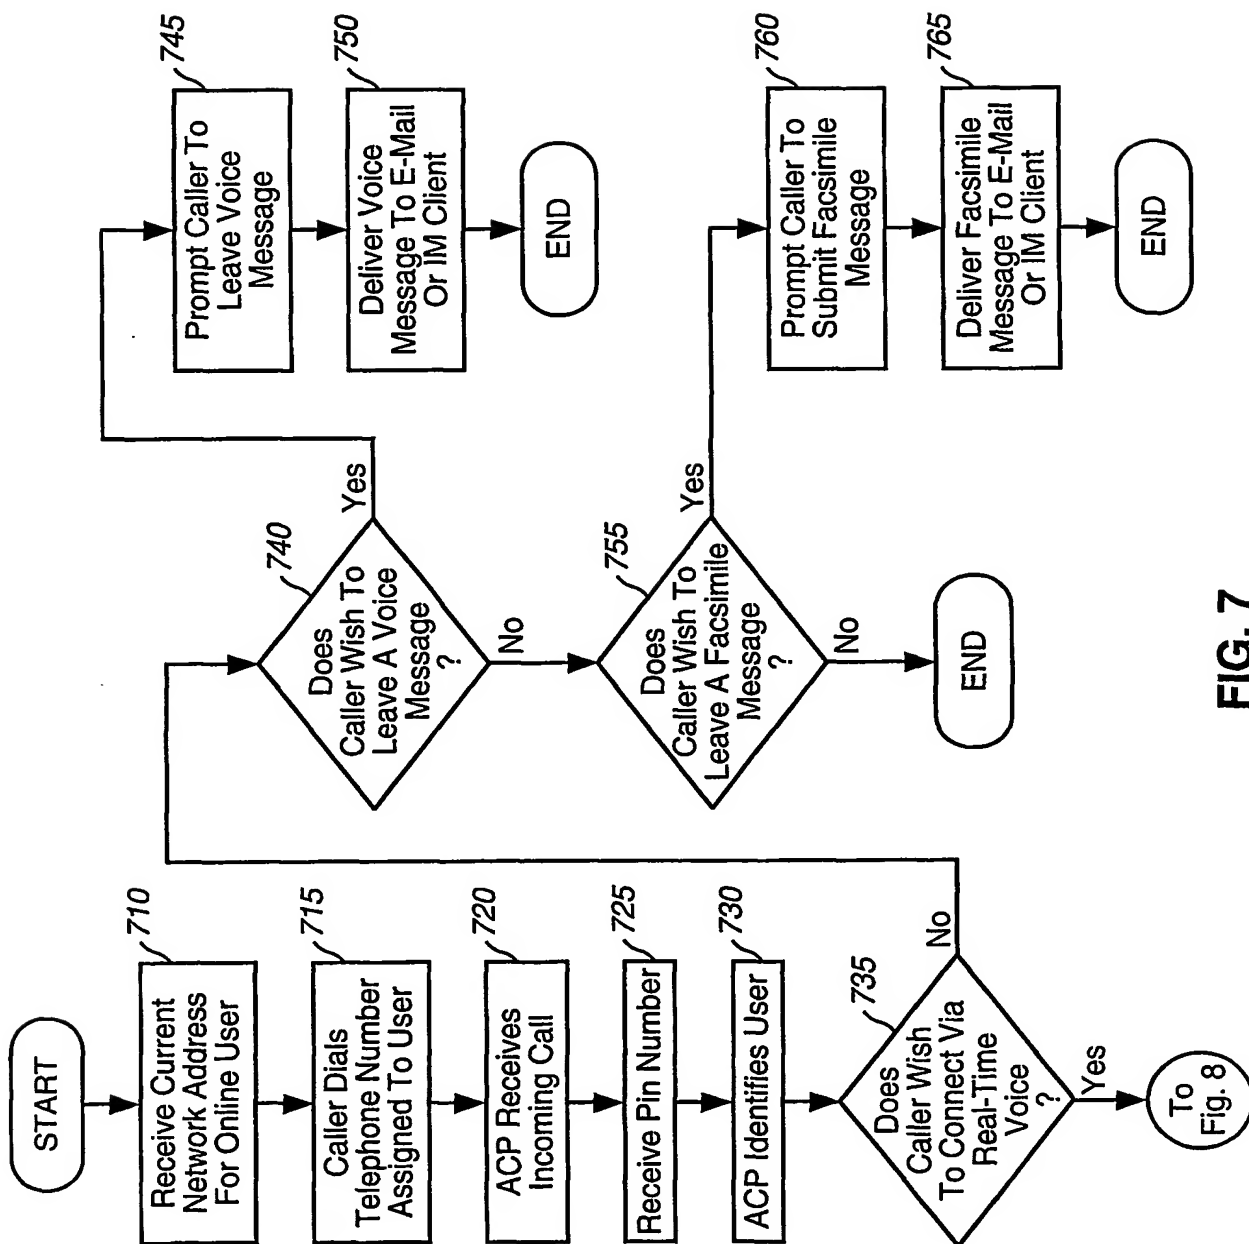 START
710
Receive Current
Network Address
For Online User
715
Caller Dials
Telephone Number
Assigned To User
720
ACP Receives
Incoming Call
725
Receive Pin Number
730
ACP Identifies User
735
Does
Caller Wish
To Connect Via
Real-Time
Voice
?
No
Yes
To
Fig. 8
740
Does
Caller Wish To
Leave A Voice
Message
?
Yes
No
745
Prompt Caller To
Leave Voice
Message
750
Deliver Voice
Message To E-Mail
Or IM Client
END
755
Does
Caller Wish To
Leave A Facsimile
Message
?
Yes
No
END
760
Prompt Caller To
Submit Facsimile
Message
765
Deliver Facsimile
Message To E-Mail
Or IM Client
END
FIG. 7